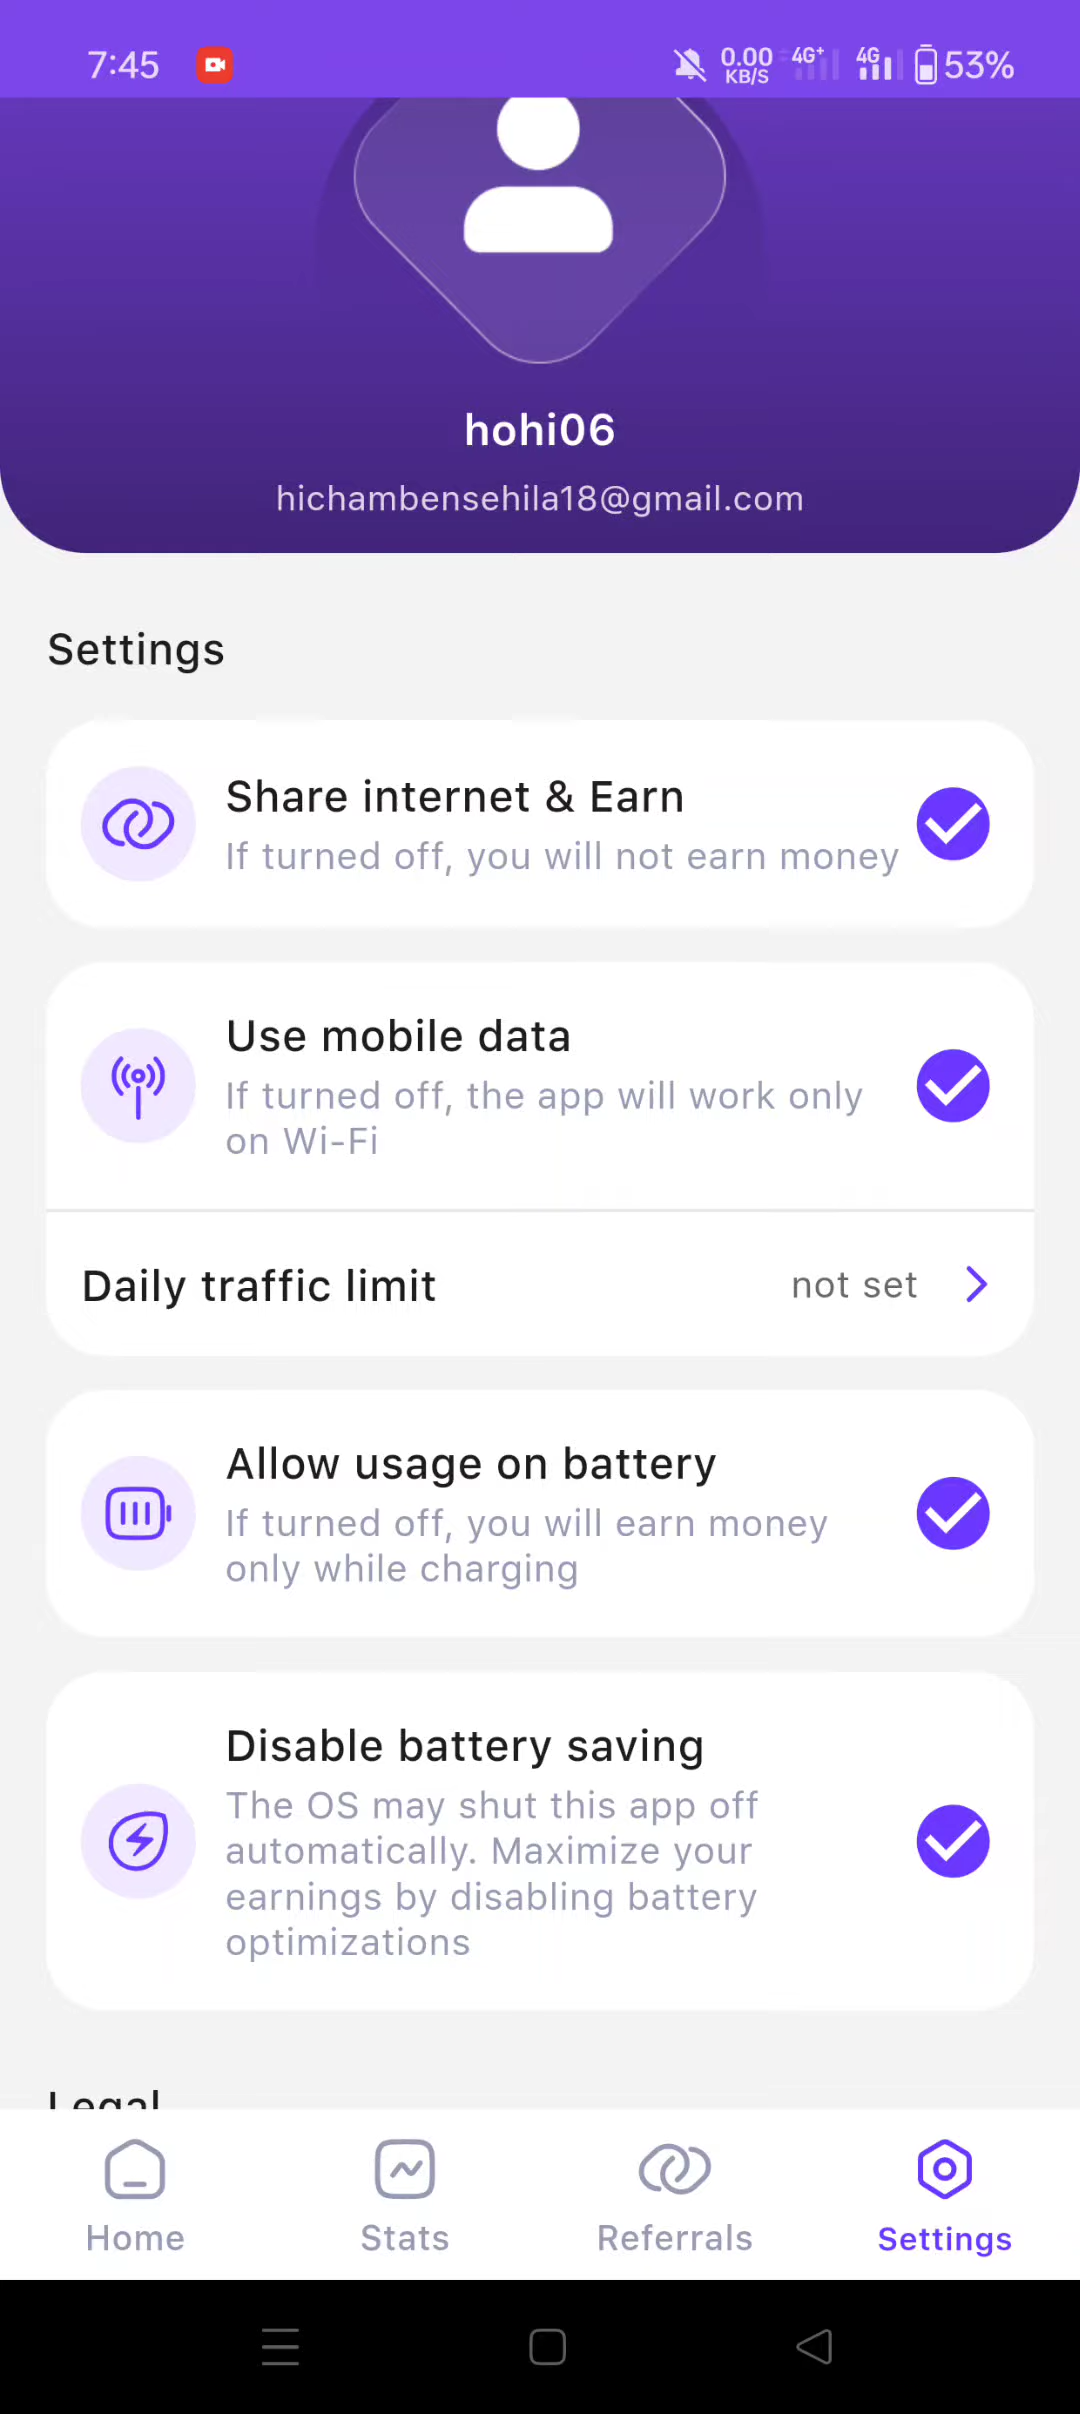 7:45
0.00 KB/S 4G+ 4G 53%
hohi06
hichambensehila18@gmail.com
Settings
Share internet & Earn
If turned off, you will not earn money
Use mobile data
If turned off, the app will work only
on Wi-Fi
Daily traffic limit not set
Allow usage on battery
If turned off, you will earn money
only while charging
Disable battery saving
The OS may shut this app off
automatically. Maximize your
earnings by disabling battery
optimizations
Legal
Home Stats Referrals Settings